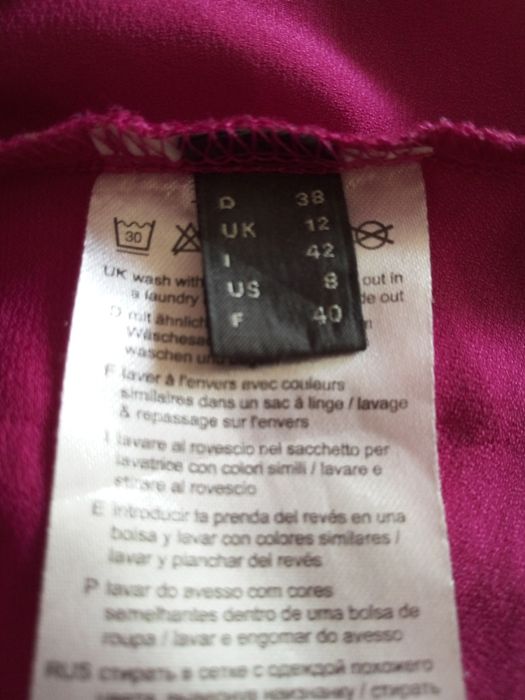 D 38
UK 12
I 42
US 8
F 40
30
UK wash with out in
a laundry de out
D mit ähnlich
Wäschesa
waschen un
F laver à l'envers avec couleurs
similaires dans un sac à linge / lavage
& repassage sur l'envers
I lavare al rovescio nel sacchetto per
lavatrice con colori simili / lavare e
stirare al rovescio
E introducir la prenda del revés en una
bolsa y lavar con colores similares /
lavar y planchar del revés
P lavar do avesso com cores
semelhantes dentro de uma bolsa de
roupa / lavar e engomar do avesso
RUS стирать в сетке с одеждой похожего